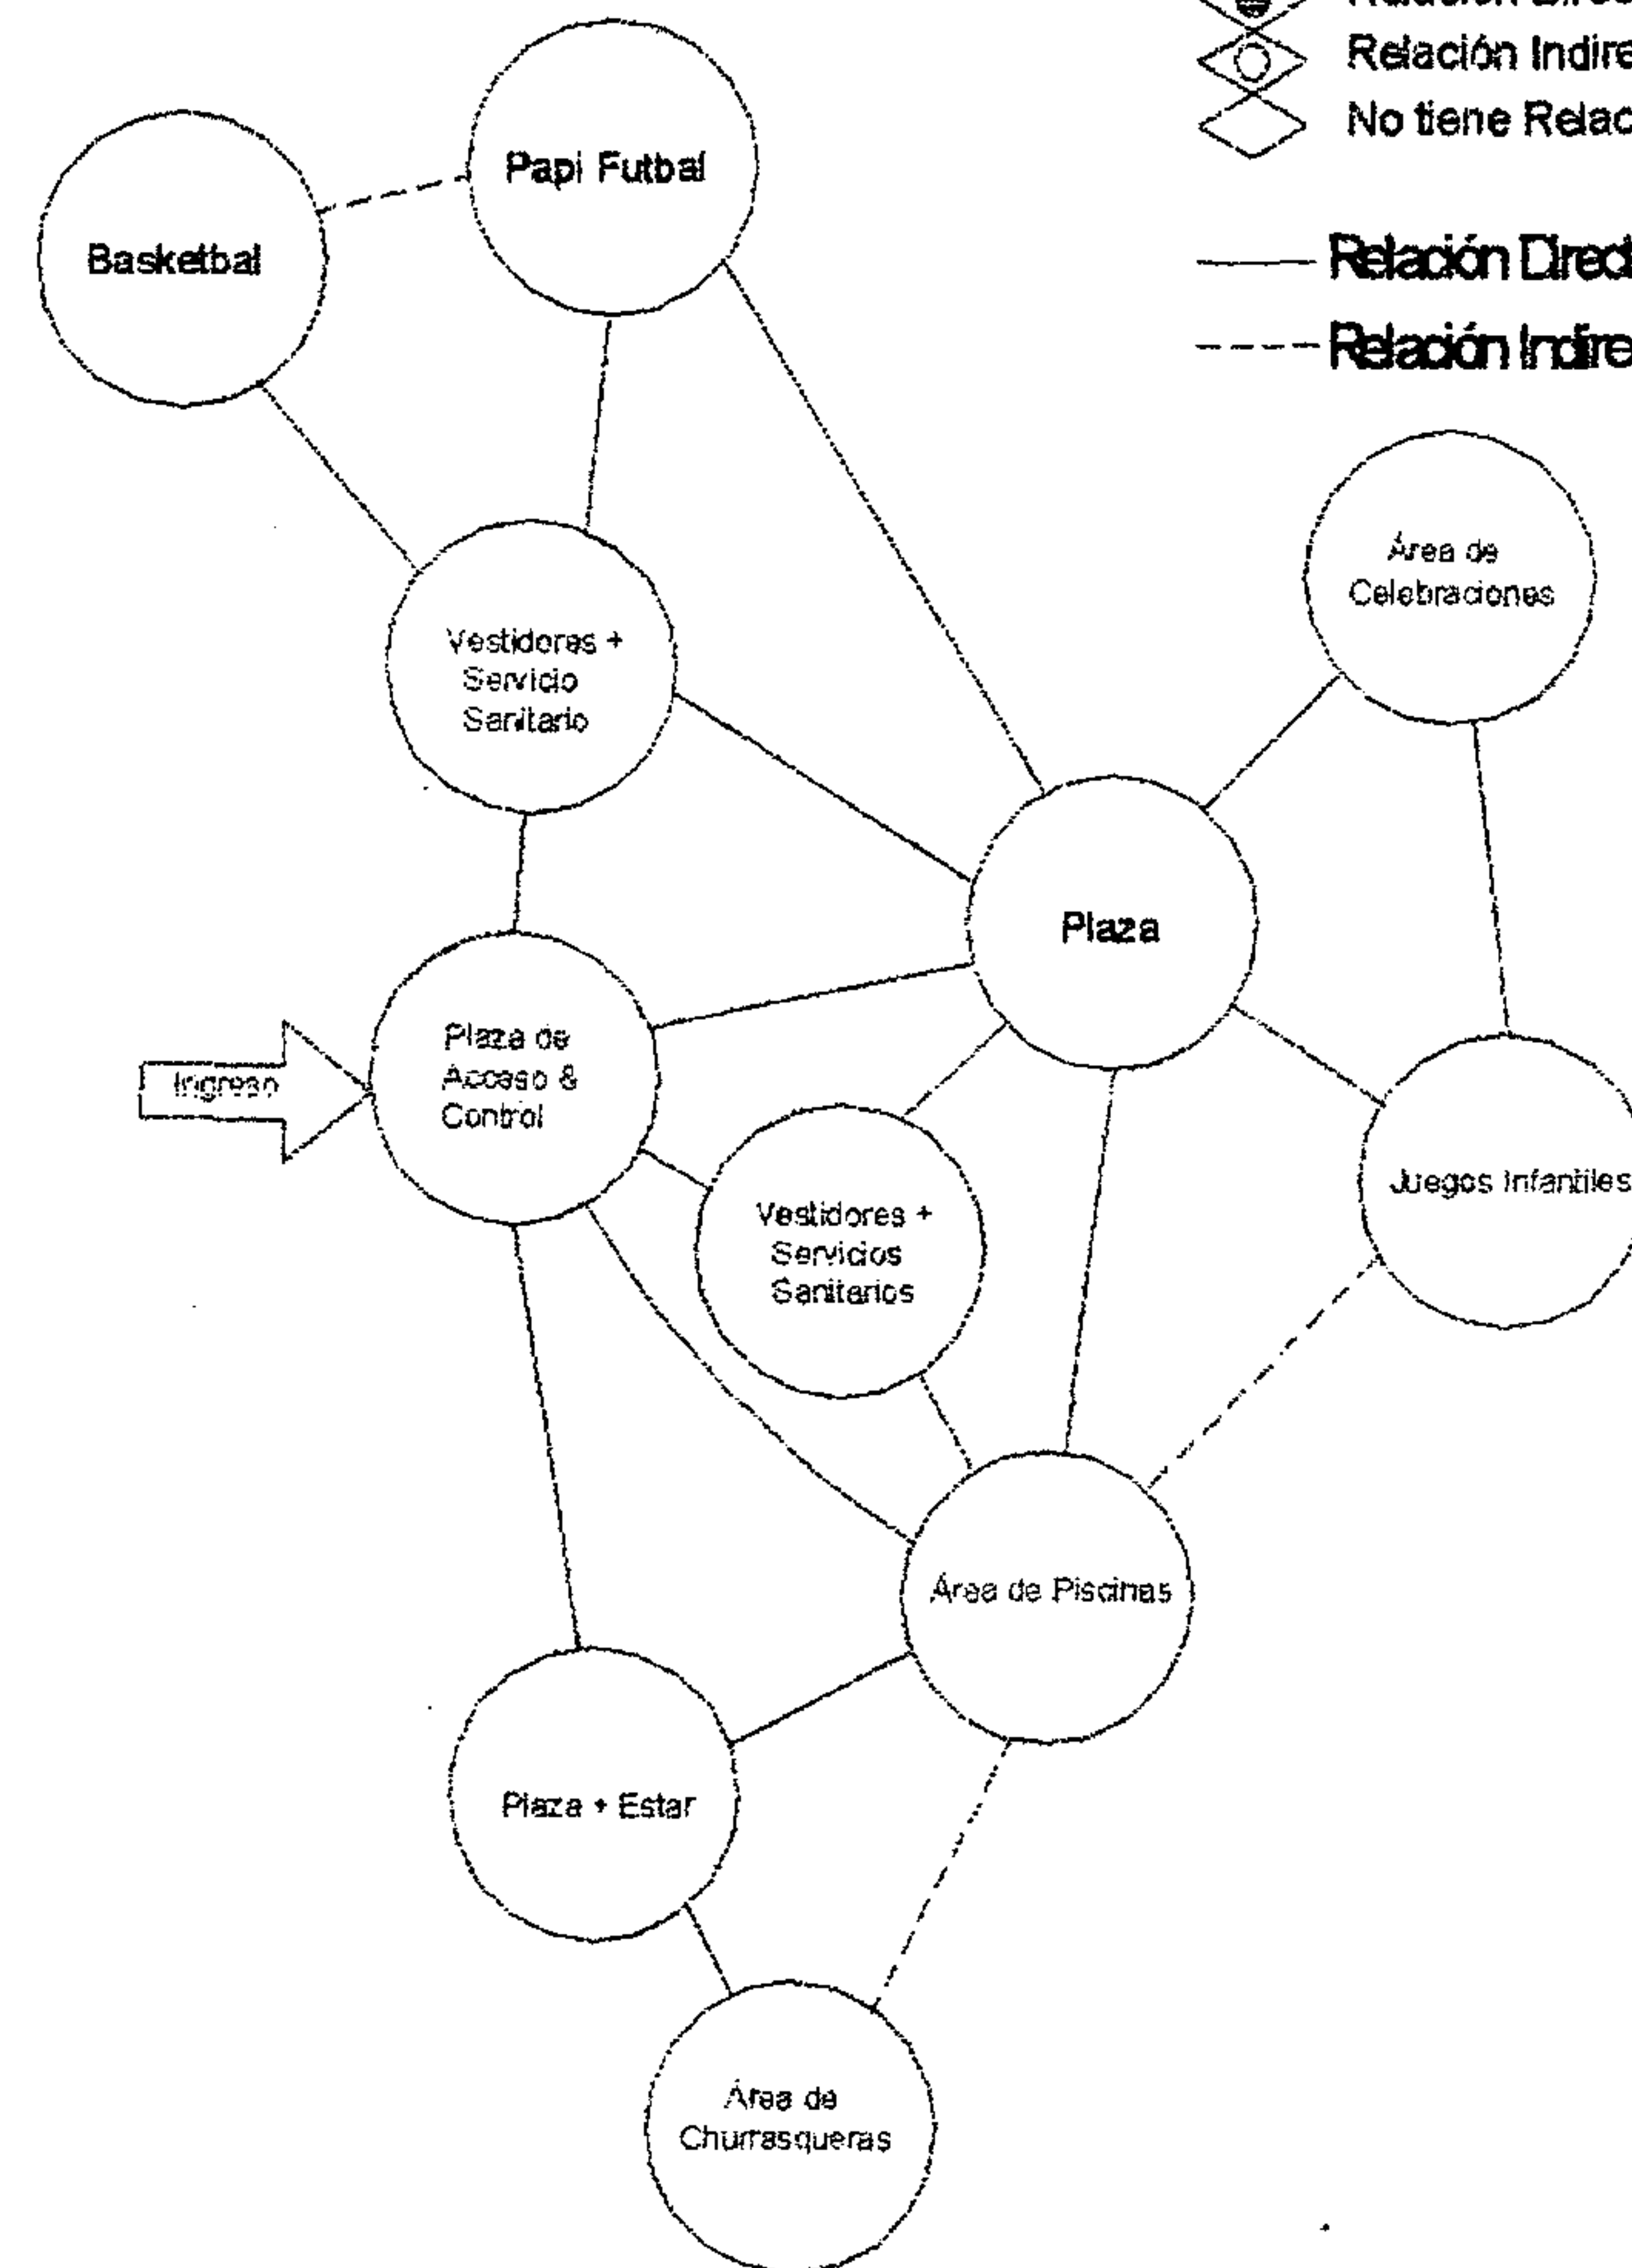 Relación Indire
No tiene Relac
Relación Direct
Relación Indire
Papi Futbal
Basketbal
Área de
Celebraciones
Vestidores +
Servicio
Sanitario
Plaza
Plaza de
Acceso &
Control
Ingreso
Juegos Infantiles
Vestidores +
Servicios
Sanitarios
Área de Piscinas
Plaza + Estar
Área de
Churrasqueras